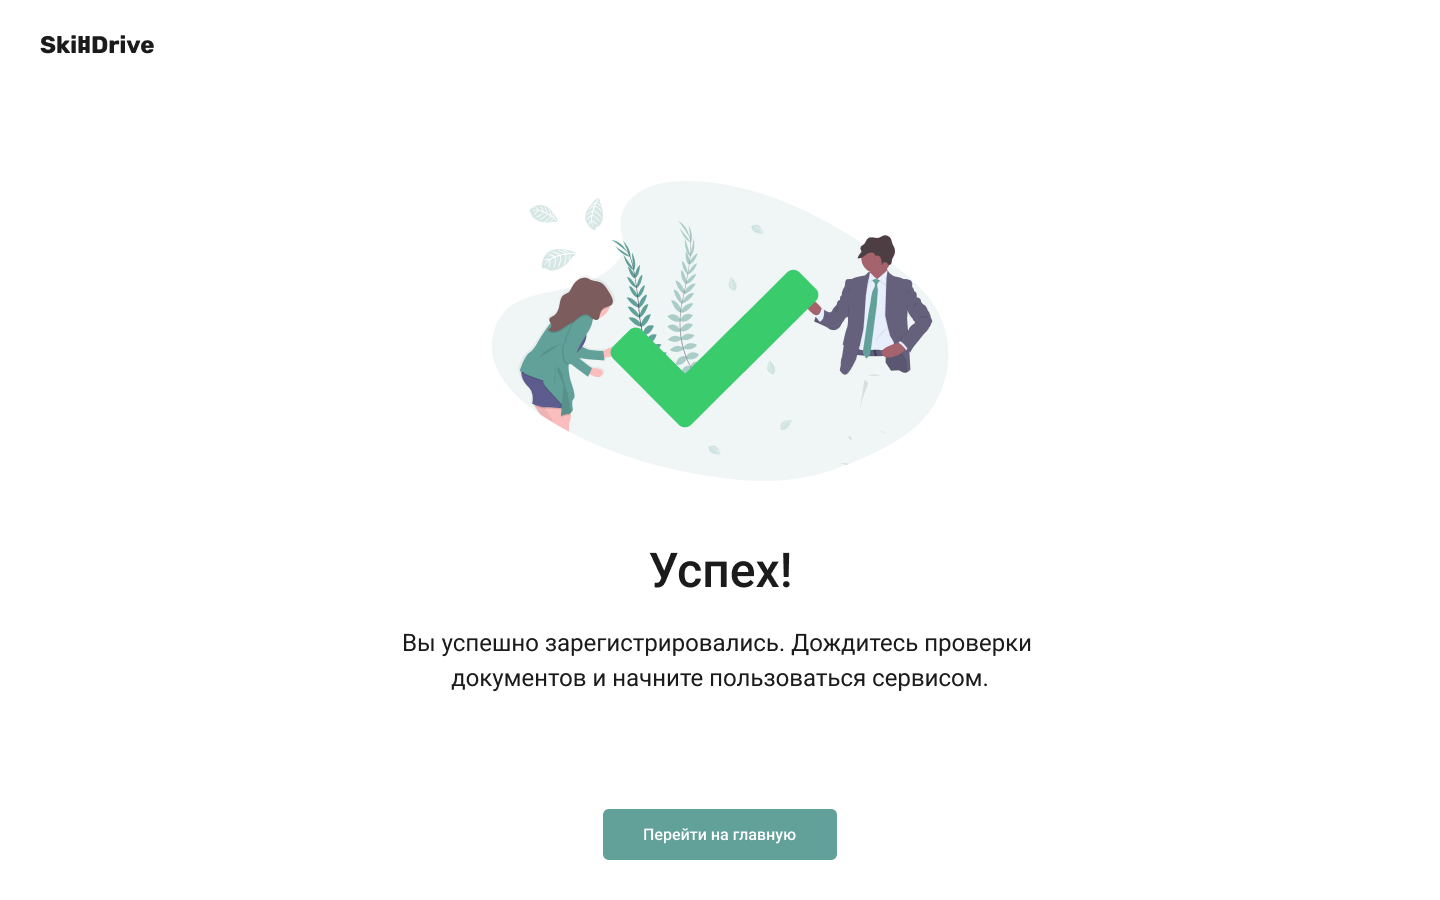 SkillDrive
Успех!
Вы успешно зарегистрировались. Дождитесь проверки
документов и начните пользоваться сервисом.
Перейти на главную